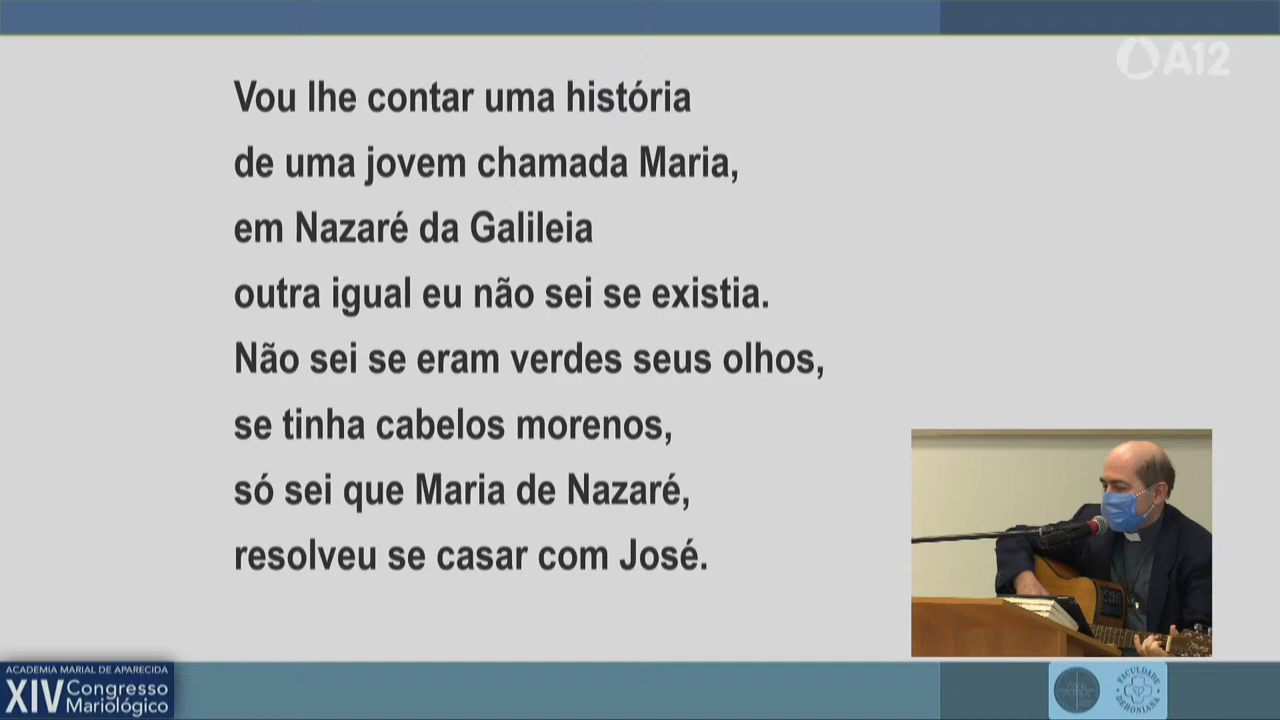 A12
Vou lhe contar uma história
de uma jovem chamada Maria,
em Nazaré da Galileia
outra igual eu não sei se existia.
Não sei se eram verdes seus olhos,
se tinha cabelos morenos,
só sei que Maria de Nazaré,
resolveu se casar com José.
ACADEMIA MARIAL DE APARECIDA
XIV Congresso
Mariológico
FACULDADE
DEHONIANA